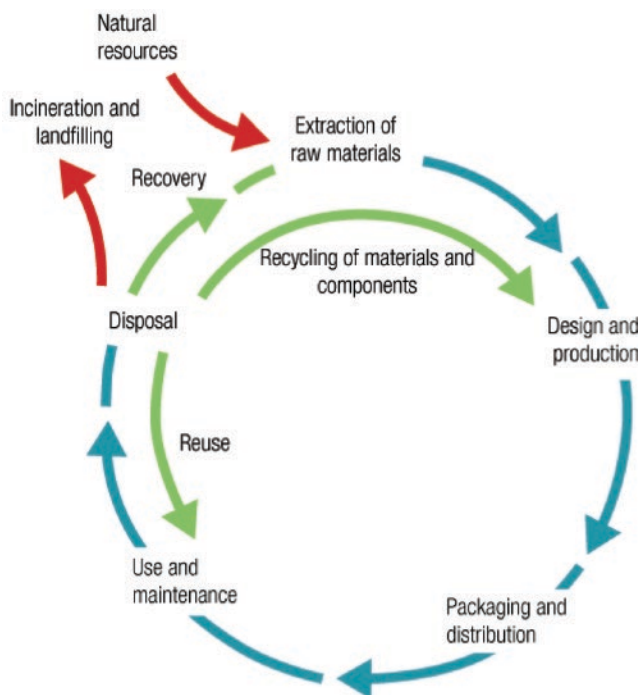 Natural
resources
Incineration and
landfilling
Extraction of
raw materials
Recovery
Recycling of materials and
components
Disposal
Design and
production
Reuse
Use and
maintenance
Packaging and
distribution